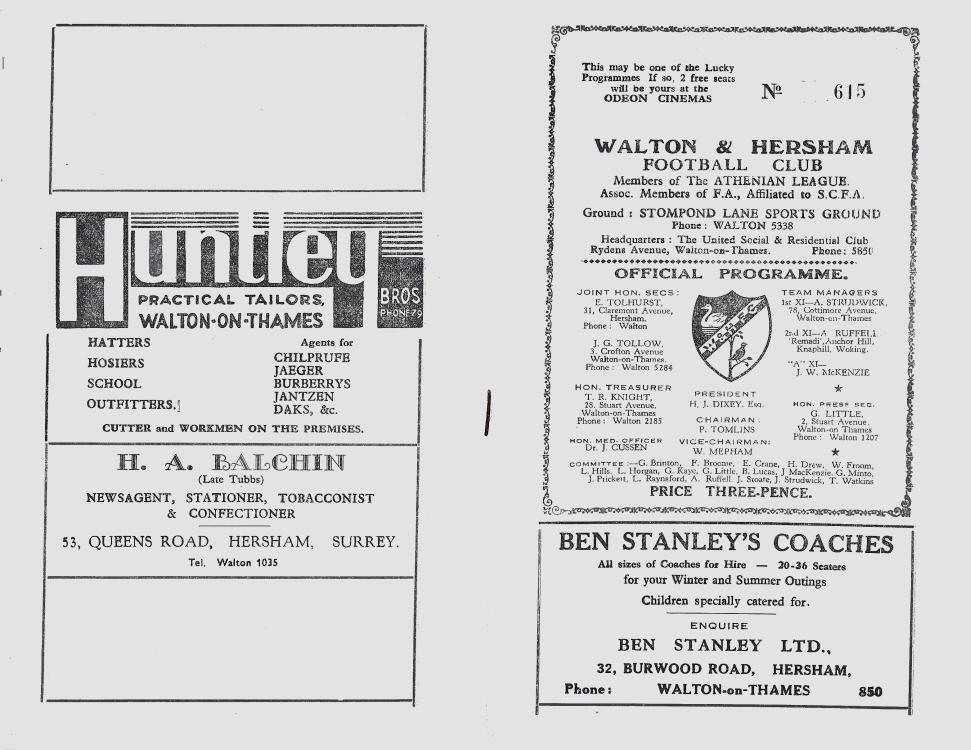 Huntley
BROS
PHONE 79
PRACTICAL TAILORS,
WALTON-ON-THAMES
HATTERS
HOSIERS
SCHOOL
OUTFITTERS.
Agents for
CHILPRUFE
JAEGER
BURBERRYS
JANTZEN
DAKS, &c.
CUTTER and WORKMEN ON THE PREMISES.
H. A. BALCHIN
(Late Tubbs)
NEWSAGENT, STATIONER, TOBACCONIST
& CONFECTIONER
53, QUEENS ROAD, HERSHAM, SURREY.
Tel. Walton 1035
This may be one of the Lucky
Programmes If so, 2 free seats
will be yours at the
ODEON CINEMAS
No 615
WALTON & HERSHAM
FOOTBALL CLUB
Members of The ATHENIAN LEAGUE.
Assoc. Members of F.A., Affiliated to S.C.F.A.
Ground : STOMPOND LANE SPORTS GROUND
Phone : WALTON 5338
Headquarters : The United Social & Residential Club
Rydens Avenue, Walton-on-Thames. Phone: 5850
OFFICIAL PROGRAMME.
JOINT HON. SECS:
E. TOLHURST,
31, Claremont Avenue,
Hersham.
Phone : Walton
J. G. TOLLOW,
3. Crofton Avenue
Walton-on-Thames.
Phone : Walton 5284
HON. TREASURER
T. R. KNIGHT,
28. Stuart Avenue,
Walton-on-Thames
Phone : Walton 2185
HON. MED. OFFICER
Dr. J. CUSSEN
W.&H.F.C.
PRESIDENT
H, J. DIXEY. Esq.
CHAIRMAN :
P. TOMLINS
VICE-CHAIRMAN:
W. MEPHAM
TEAM MANAGERS
1st XI—A. STRUDWICK,
78, Cottimore Avenue,
Walton-on-Thames
2nd XI—A RUFFELL
'Remadi', Anchor Hill,
Knaphill, Woking.
"A" XI—
J. W. McKENZIE
HON. PRESS SEC.
G. LITTLE,
2, Stuart Avenue,
Walton-on Thames
Phone : Walton 1207
COMMITTEE :—G. Brinton, F. Broome, E. Crane, H. Drew, W. Froom,
L. Hills, L. Horgan, G. Kaye, G. Little, B. Lucas, J MacKenzie, G. Minto,
J. Prickett, L. Raynsford, A. Ruffell. J. Stoate, J. Strudwick, T. Watkins
PRICE THREE-PENCE.
BEN STANLEY'S COACHES
All sizes of Coaches for Hire — 20-36 Seaters
for your Winter and Summer Outings
Children specially catered for.
ENQUIRE
BEN STANLEY LTD.,
32, BURWOOD ROAD, HERSHAM,
Phone : WALTON-on-THAMES 850